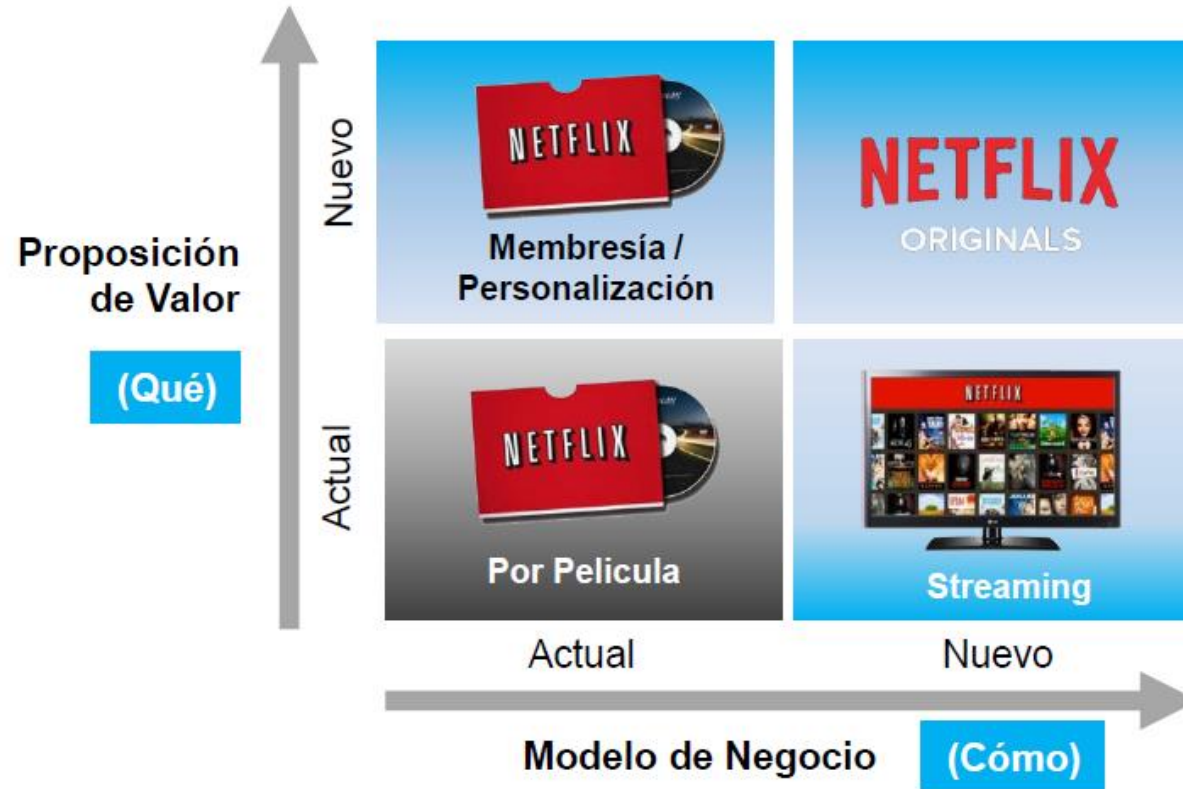 Proposición
de Valor
(Qué)
Nuevo
Actual
NETFLIX
Membresía /
Personalización
NETFLIX
ORIGINALS
NETFLIX
Por Pelicula
NETFLIX
Streaming
Actual
Nuevo
Modelo de Negocio
(Cómo)